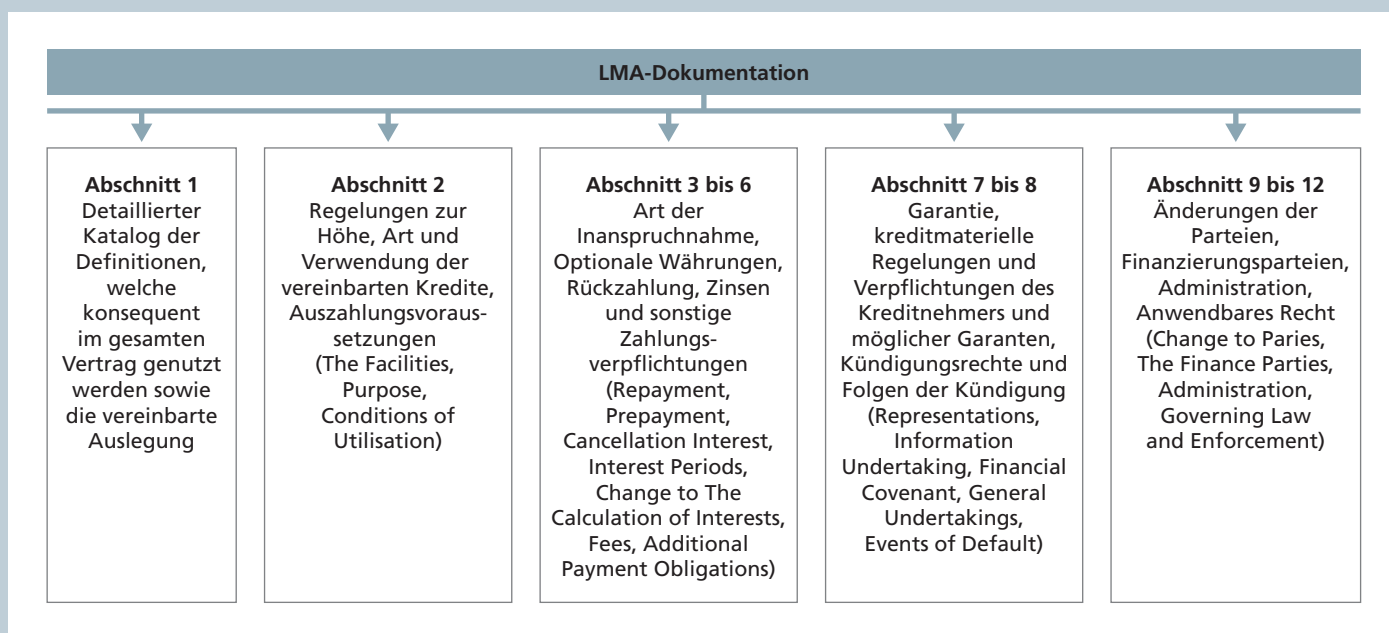 LMA-Dokumentation
Abschnitt 1
Detaillierter
Katalog der
Definitionen,
welche
konsequent
im gesamten
Vertrag genutzt
werden sowie
die vereinbarte
Auslegung
Abschnitt 2
Regelungen zur
Höhe, Art und
Verwendung der
vereinbarten Kredite,
Auszahlungsvoraus-
setzungen
(The Facilities,
Purpose,
Conditions of
Utilisation)
Abschnitt 3 bis 6
Art der
Inanspruchnahme,
Optionale Währungen,
Rückzahlung, Zinsen
und sonstige
Zahlungs-
verpflichtungen
(Repayment,
Prepayment,
Cancellation Interest,
Interest Periods,
Change to The
Calculation of Interests,
Fees, Additional
Payment Obligations)
Abschnitt 7 bis 8
Garantie,
kreditmaterielle
Regelungen und
Verpflichtungen des
Kreditnehmers und
möglicher Garanten,
Kündigungsrechte und
Folgen der Kündigung
(Representations,
Information
Undertaking, Financial
Covenant, General
Undertakings,
Events of Default)
Abschnitt 9 bis 12
Änderungen der
Parteien,
Finanzierungsparteien,
Administration,
Anwendbares Recht
(Change to Paries,
The Finance Parties,
Administration,
Governing Law
and Enforcement)